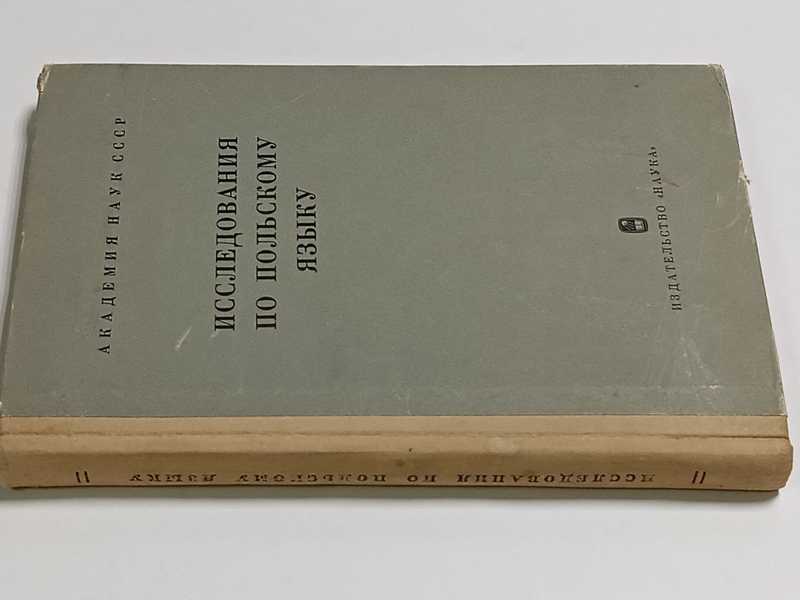 АКАДЕМИЯ НАУК СССР
ИССЛЕДОВАНИЯ
ПО ПОЛЬСКОМУ
ЯЗЫКУ
ИЗДАТЕЛЬСТВО «НАУКА»
ИССЛЕДОВАНИЯ ПО ПОЛЬСКОМУ ЯЗЫКУ